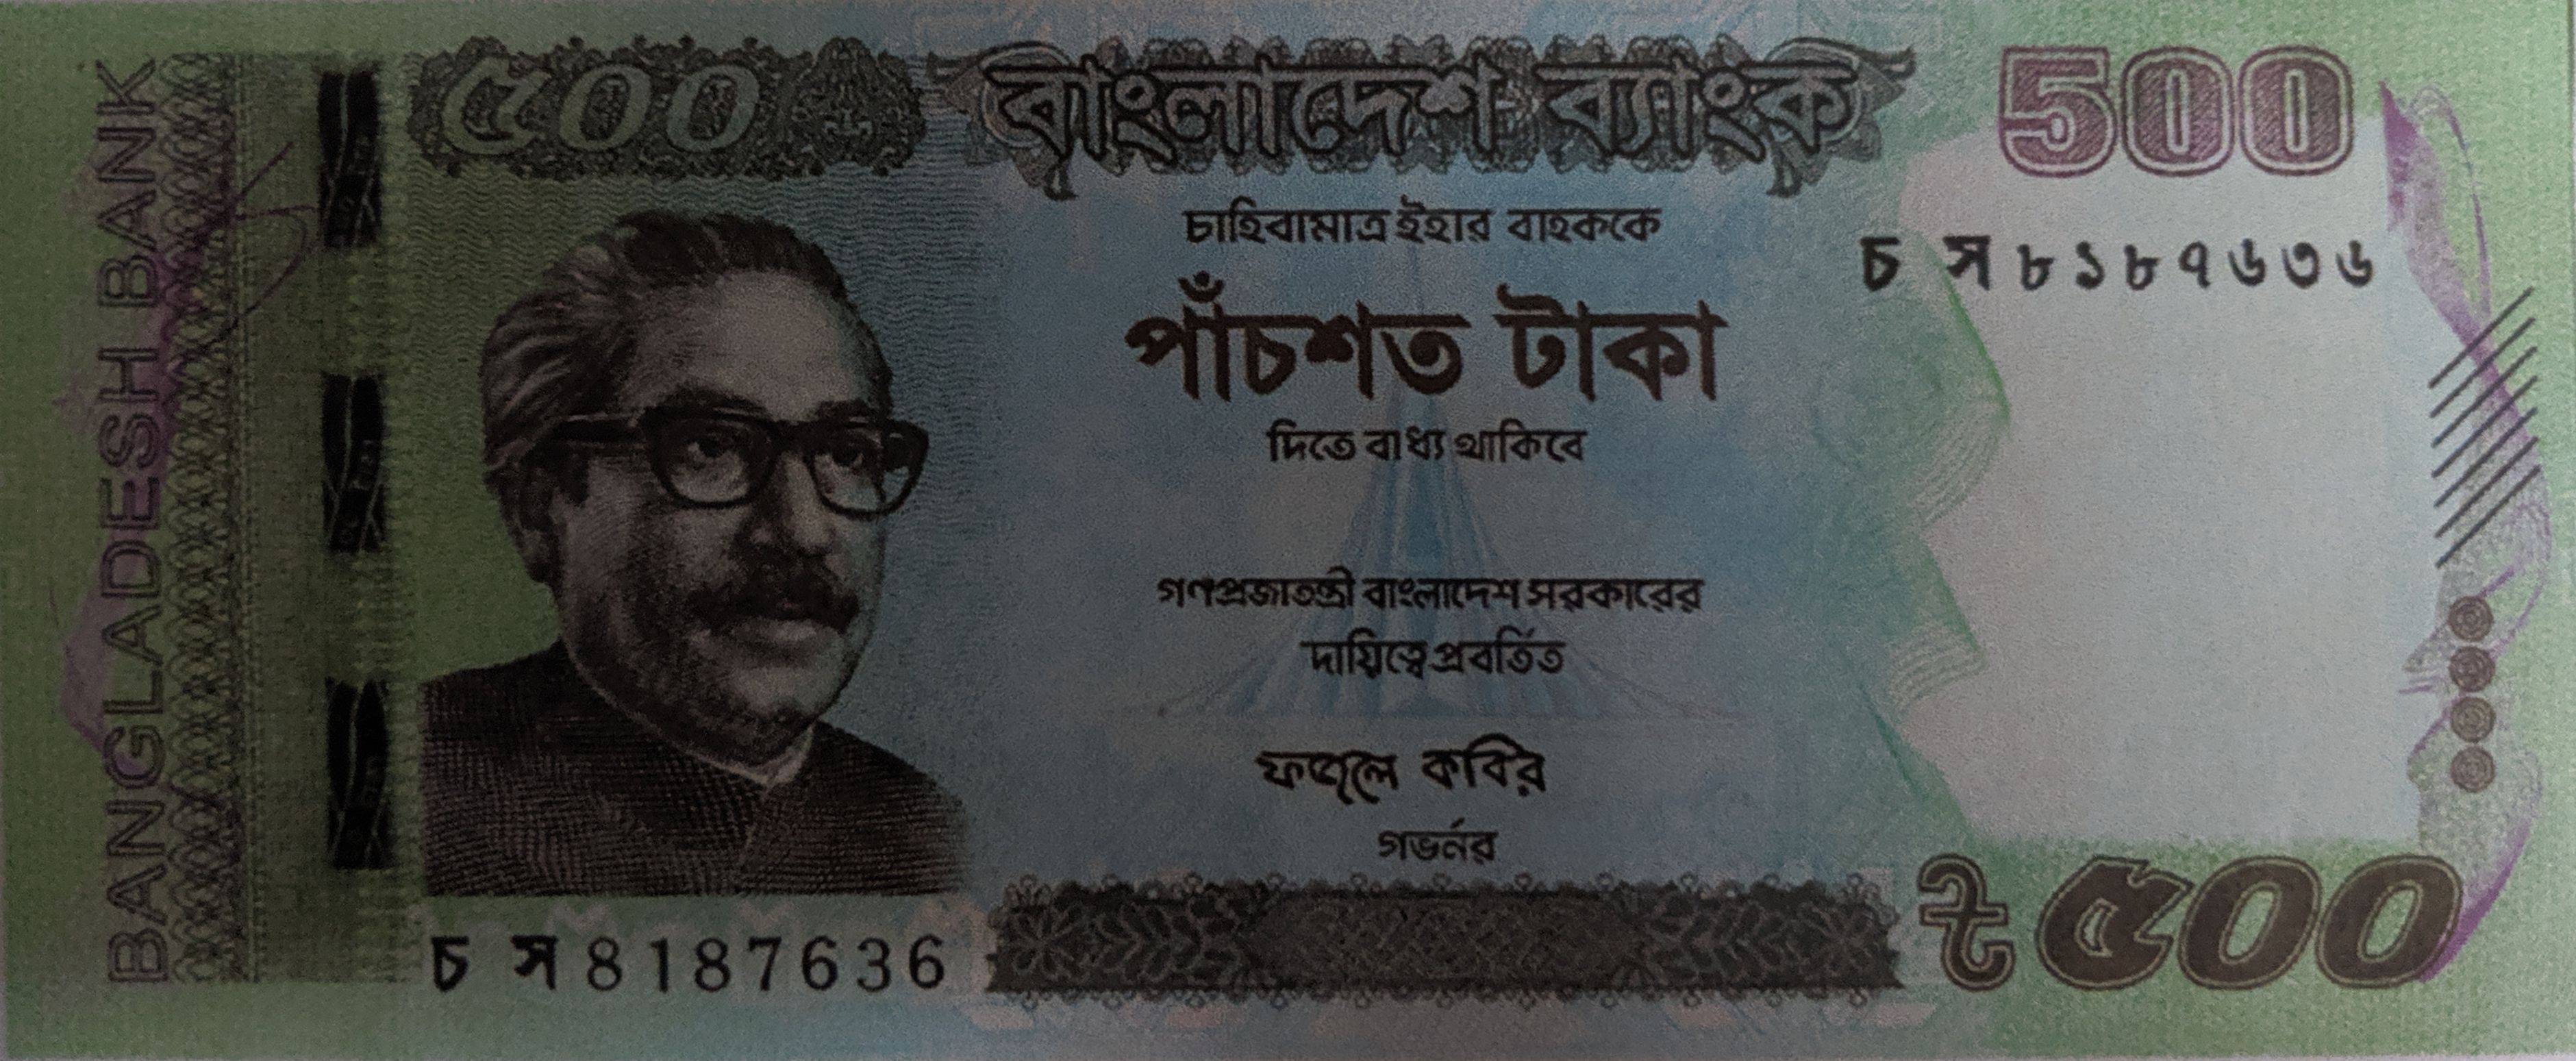 BANGLADESH BANK
৫০০
বাংলাদেশ ব্যাংক
500
চাহিবামাত্র ইহার বাহককে
চ স ৮১৮৭৬৩৬
পাঁচশত টাকা
দিতে বাধ্য থাকিবে
গণপ্রজাতন্ত্রী বাংলাদেশ সরকারের
দায়িত্বে প্রবর্তিত
ফজলে কবির
গভর্নর
চ স 8187636
৳ ৫০০